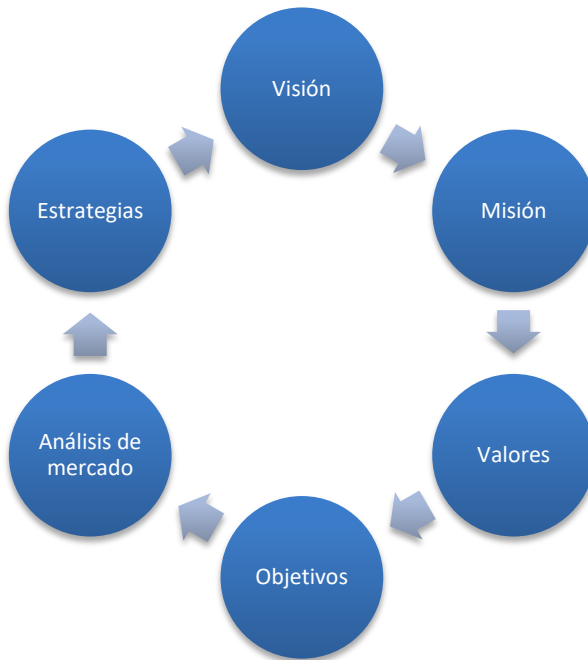 Visión
Misión
Valores
Objetivos
Análisis de
mercado
Estrategias